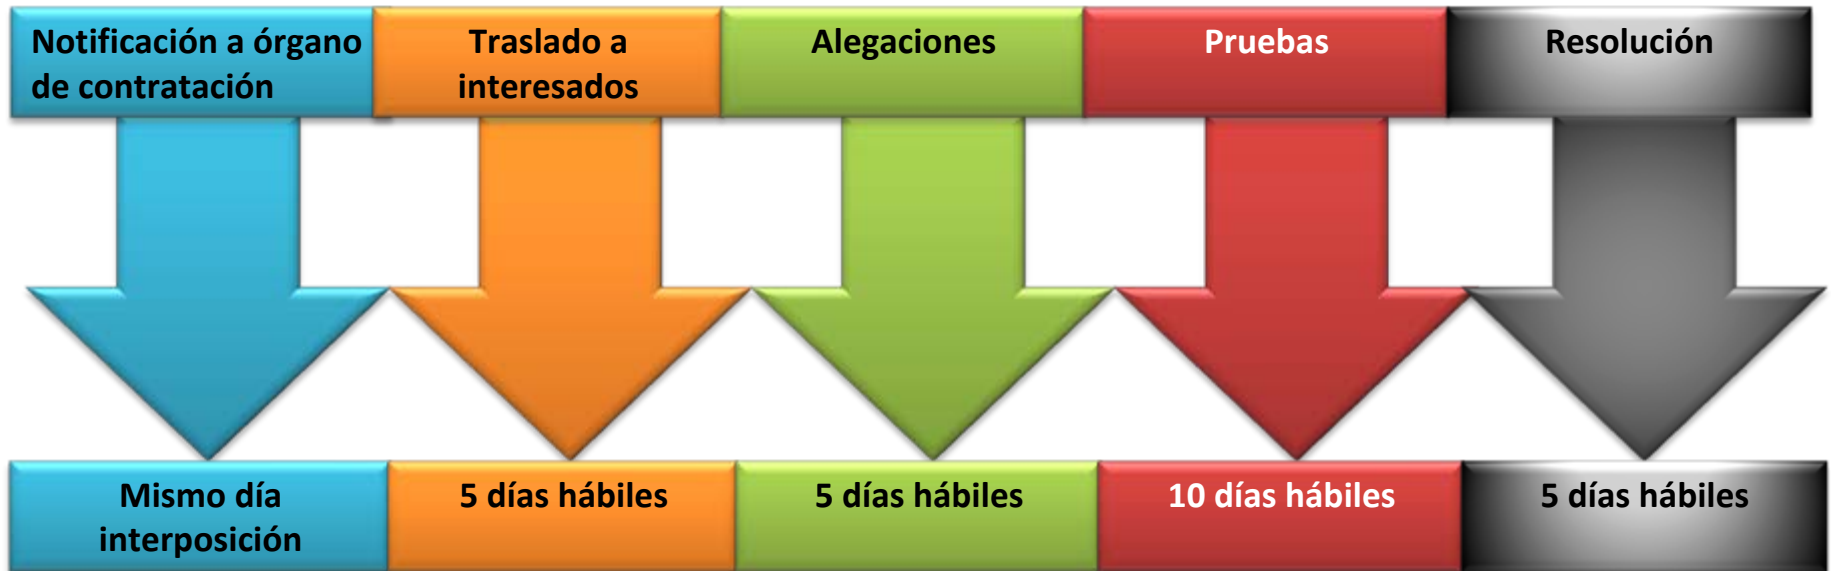 Notificación a órgano
de contratación
Traslado a
interesados
Alegaciones
Pruebas
Resolución
Mismo día
interposición
5 días hábiles
5 días hábiles
10 días hábiles
5 días hábiles